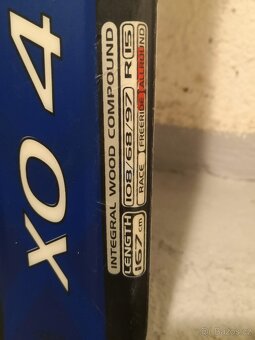 XO 4
INTEGRAL WOOD COMPOUND
LENGTH 108/68/97 R 15
167 cm RACE FREERIDE ALLROUND